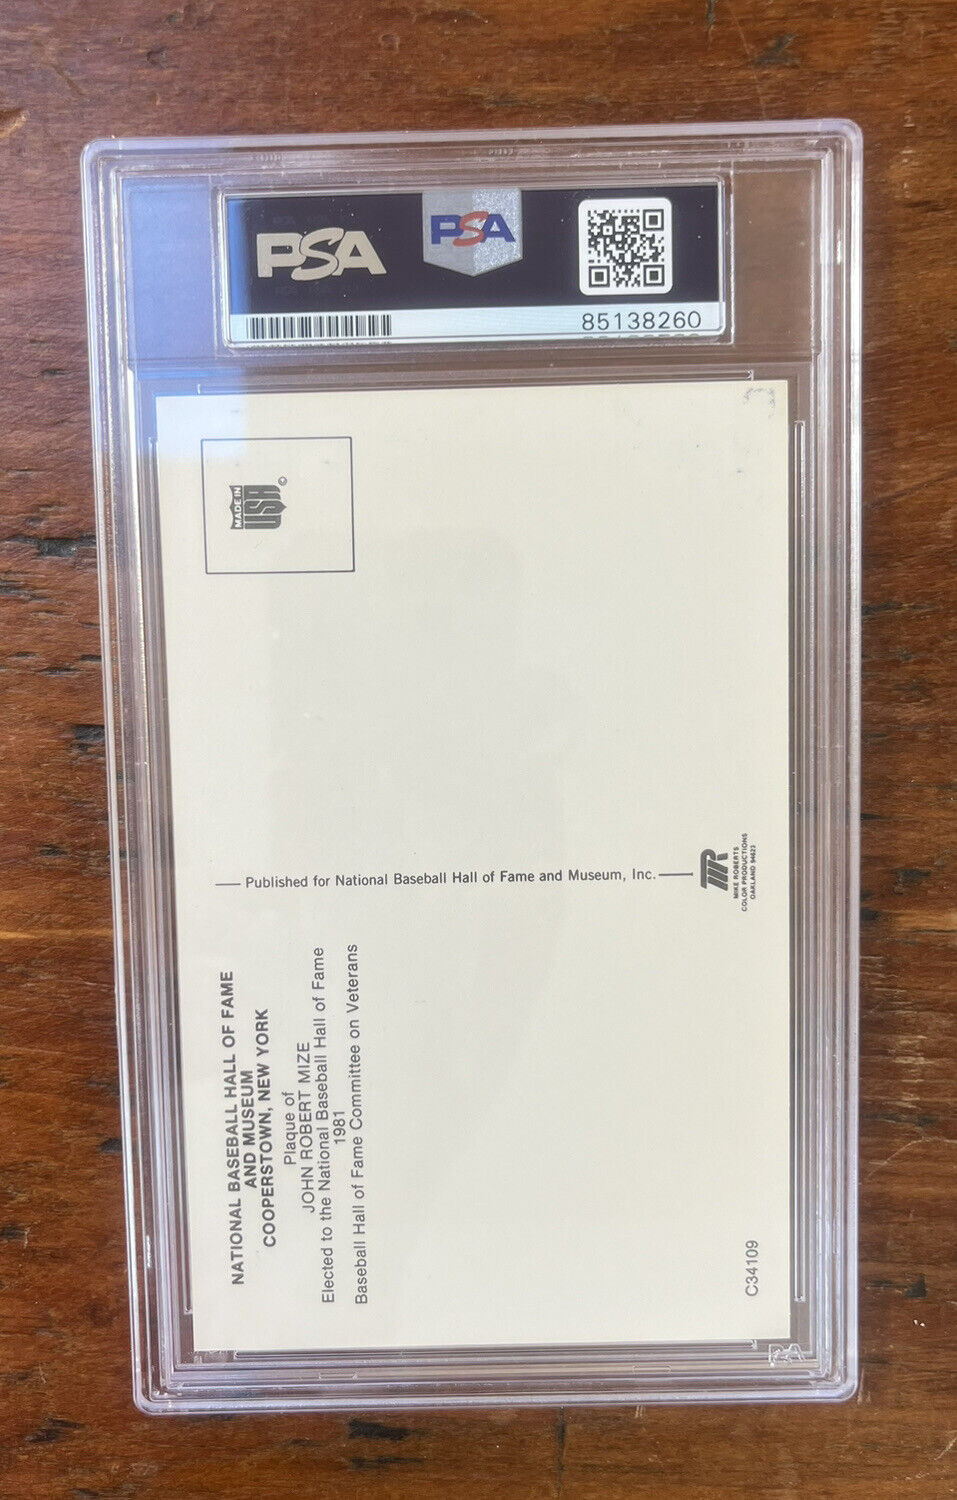 PSA
PSA
85138260
MADE IN
USA ©
Published for National Baseball Hall of Fame and Museum, Inc.
MIKE ROBERTS
COLOR PRODUCTIONS
OAKLAND 94623
NATIONAL BASEBALL HALL OF FAME
AND MUSEUM
COOPERSTOWN, NEW YORK
Plaque of
JOHN ROBERT MIZE
Elected to the National Baseball Hall of Fame
1981
Baseball Hall of Fame Committee on Veterans
C34109